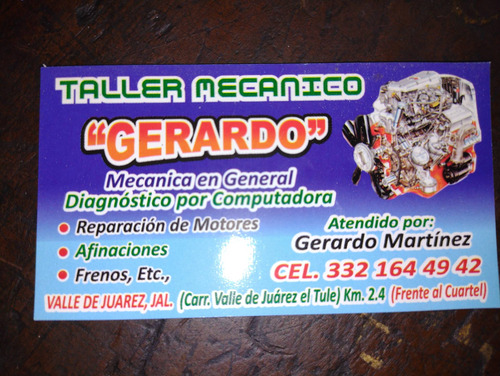 TALLER MECANICO
"GERARDO"
Mecanica en General
Diagnóstico por Computadora
• Reparación de Motores
• Afinaciones
• Frenos, Etc.,
Atendido por:
Gerardo Martínez
CEL. 332 164 49 42
VALLE DE JUAREZ, JAL. (Carr. Valle de Juárez el Tule) Km. 2.4 (Frente al Cuartel)